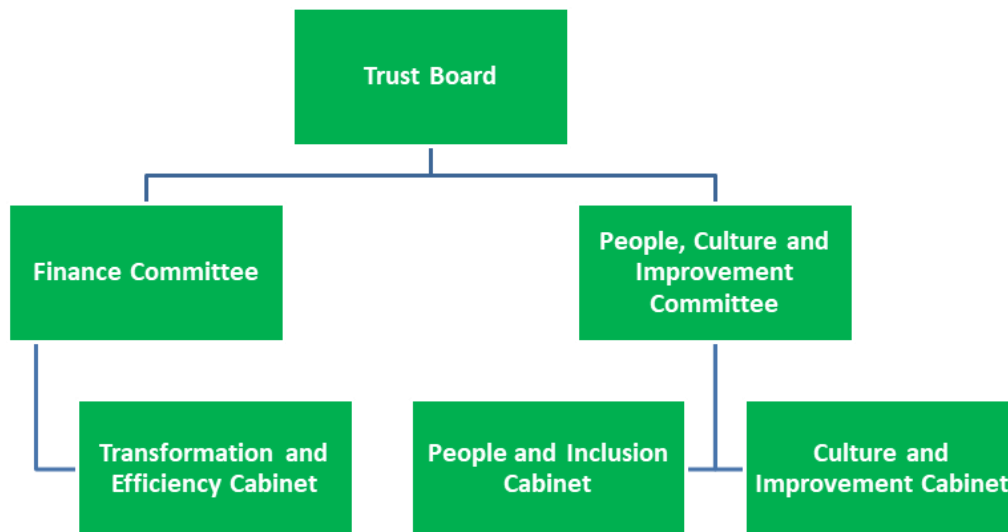 Trust Board
Finance Committee
People, Culture and
Improvement
Committee
Transformation and
Efficiency Cabinet
People and Inclusion
Cabinet
Culture and
Improvement Cabinet